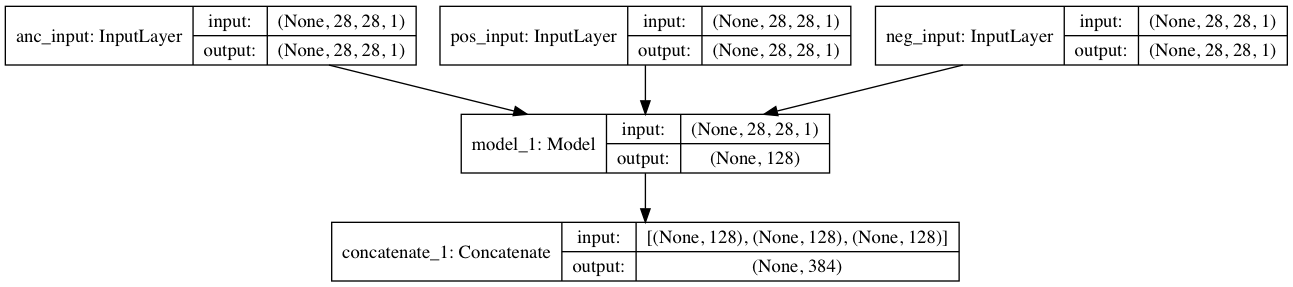 anc_input: InputLayer
input:
(None, 28, 28, 1)
output:
(None, 28, 28, 1)
pos_input: InputLayer
input:
(None, 28, 28, 1)
output:
(None, 28, 28, 1)
neg_input: InputLayer
input:
(None, 28, 28, 1)
output:
(None, 28, 28, 1)
model_1: Model
input:
(None, 28, 28, 1)
output:
(None, 128)
concatenate_1: Concatenate
input:
[(None, 128), (None, 128), (None, 128)]
output:
(None, 384)